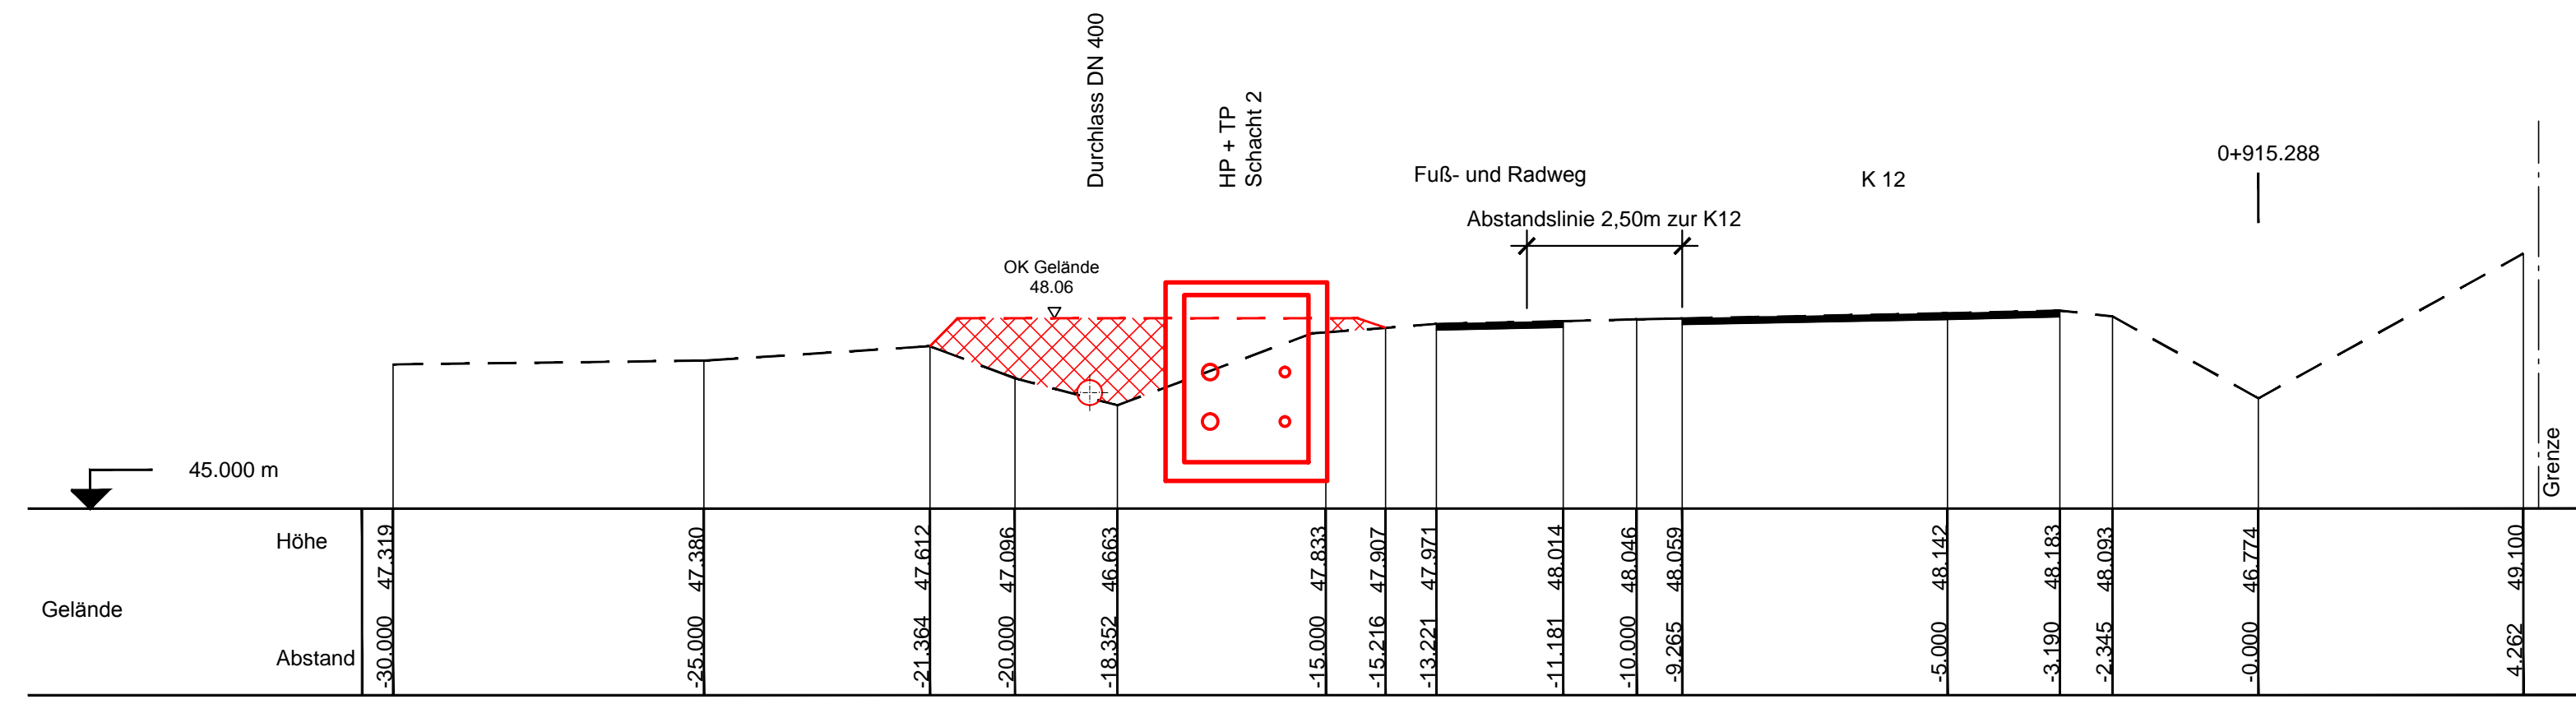 Durchlass DN 400
HP + TP
Schacht 2
Fuß- und Radweg
K 12
0+915.288
Abstandslinie 2,50m zur K12
OK Gelände
48.06
45.000 m
Grenze
Höhe
47.319
47.380
47.612
47.096
46.663
47.833
47.907
47.971
48.014
48.046
48.059
48.142
48.183
48.093
46.774
49.100
Gelände
Abstand
-30.000
-25.000
-21.364
-20.000
-18.352
-15.000
-15.216
-13.221
-11.181
-10.000
-9.265
-5.000
-3.190
-2.345
-0.000
4.262